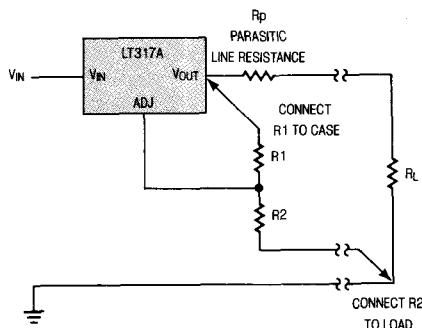 Rp
PARASITIC
LINE RESISTANCE
LT317A
VIN
VIN
VOUT
ADJ
CONNECT
R1 TO CASE
R1
R2
RL
CONNECT R2
TO LOAD